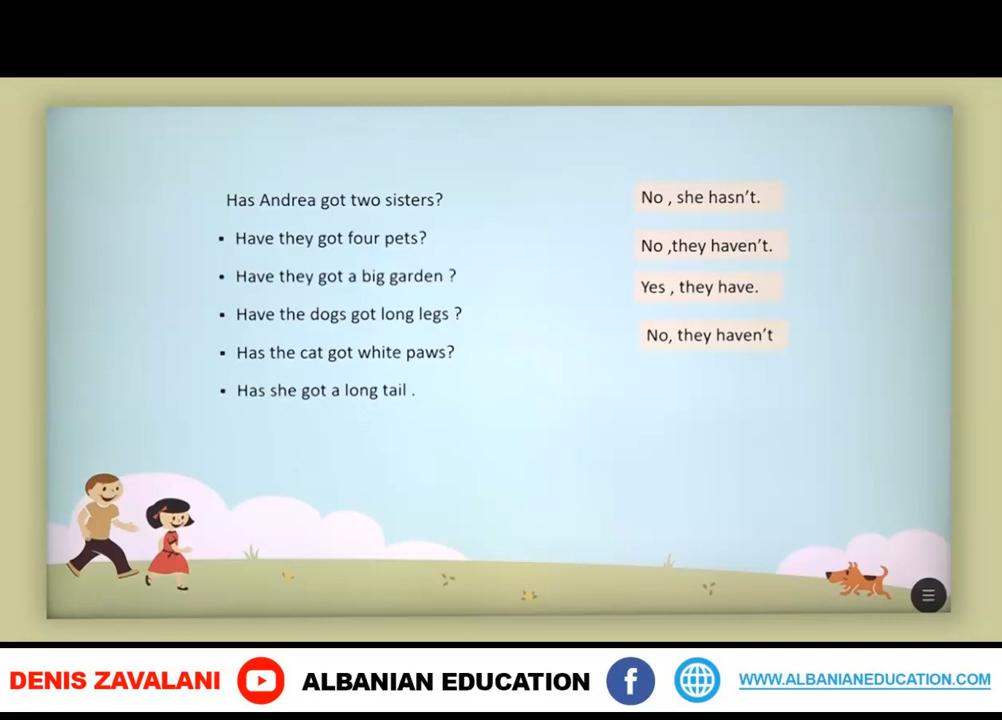 Has Andrea got two sisters?
No , she hasn't.
▪ Have they got four pets?
No ,they haven't.
▪ Have they got a big garden ?
Yes , they have.
▪ Have the dogs got long legs ?
No, they haven't
▪ Has the cat got white paws?
▪ Has she got a long tail .
DENIS ZAVALANI
ALBANIAN EDUCATION
f
WWW.ALBANIANEDUCATION.COM